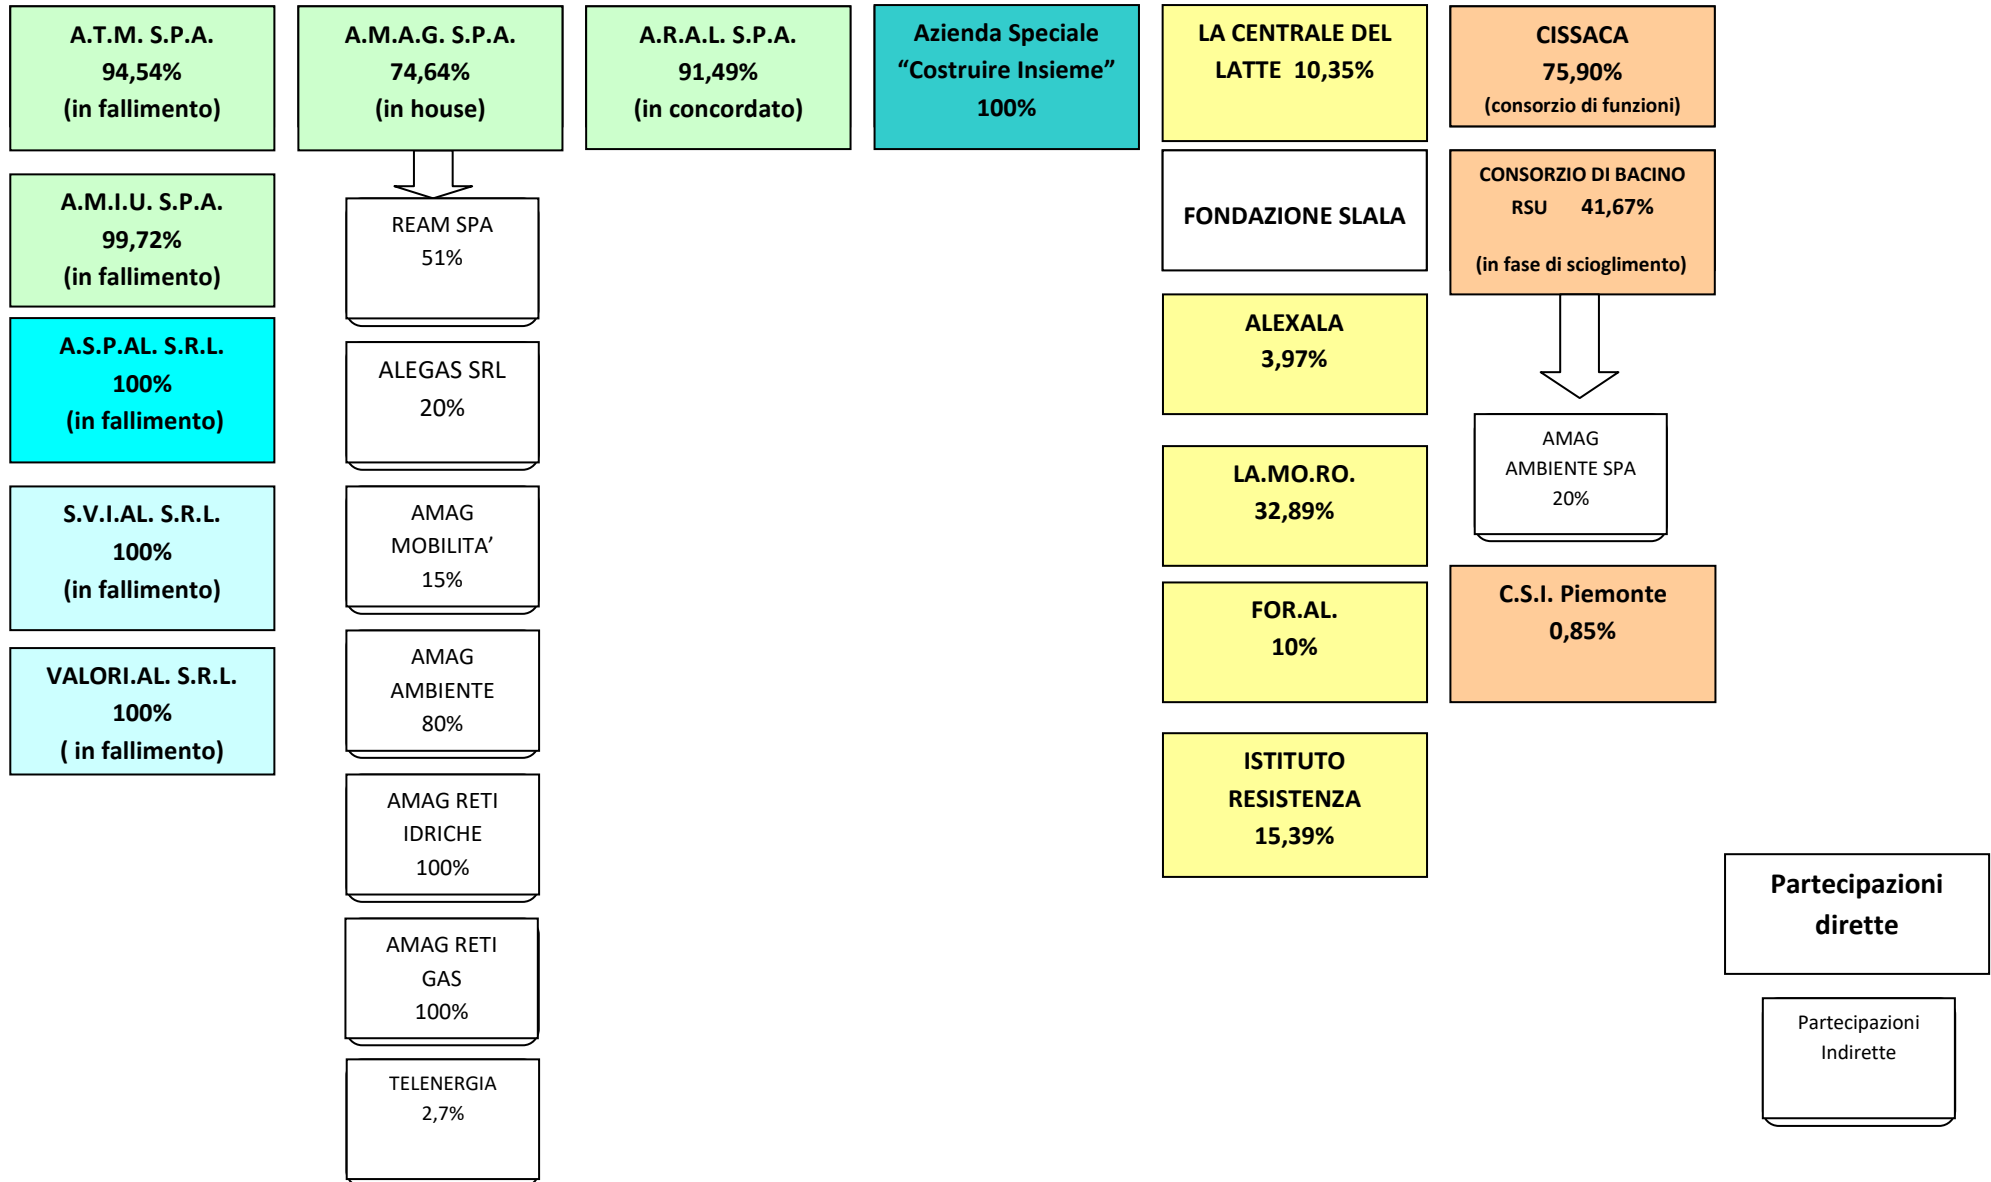 A.T.M. S.P.A.
94,54%
(in fallimento)
A.M.I.U. S.P.A.
99,72%
(in fallimento)
A.S.P.AL. S.R.L.
100%
(in fallimento)
S.V.I.AL. S.R.L.
100%
(in fallimento)
VALORI.AL. S.R.L.
100%
( in fallimento)
A.M.A.G. S.P.A.
74,64%
(in house)
REAM SPA
51%
ALEGAS SRL
20%
AMAG
MOBILITA’
15%
AMAG
AMBIENTE
80%
AMAG RETI
IDRICHE
100%
AMAG RETI
GAS
100%
TELENERGIA
2,7%
A.R.A.L. S.P.A.
91,49%
(in concordato)
Azienda Speciale
“Costruire Insieme”
100%
LA CENTRALE DEL
LATTE 10,35%
FONDAZIONE SLALA
ALEXALA
3,97%
LA.MO.RO.
32,89%
FOR.AL.
10%
ISTITUTO
RESISTENZA
15,39%
CISSACA
75,90%
(consorzio di funzioni)
CONSORZIO DI BACINO
RSU 41,67%
(in fase di scioglimento)
AMAG
AMBIENTE SPA
20%
C.S.I. Piemonte
0,85%
Partecipazioni
dirette
Partecipazioni
Indirette